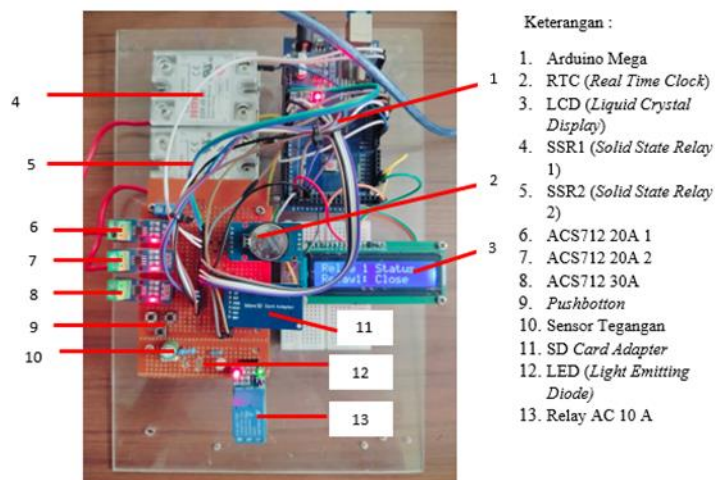 Keterangan :
1. Arduino Mega
2. RTC (Real Time Clock)
3. LCD (Liquid Crystal
Display)
4. SSR1 (Solid State Relay
1)
5. SSR2 (Solid State Relay
2)
6. ACS712 20A 1
7. ACS712 20A 2
8. ACS712 30A
9. Pushbotton
10. Sensor Tegangan
11. SD Card Adapter
12. LED (Light Emitting
Diode)
13. Relay AC 10 A
1
4
5
2
6
3
7
Relay 1 Status
Relay1: Close
8
Card Adapter
9
11
10
12
13